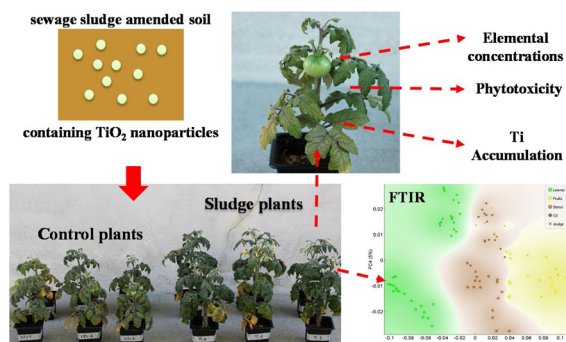 sewage sludge amended soil
containing TiO₂ nanoparticles
Elemental
concentrations
Phytotoxicity
Ti
Accumulation
Sludge plants
Control plants
FTIR
Leaves
Fruits
Stems
Ctl
sludge
PC4 (5%)
0.02
0.01
0
-0.01
-0.02
-0.1
-0.08
-0.06
-0.04
-0.02
0
0.02
0.04
0.06
0.08
0.1